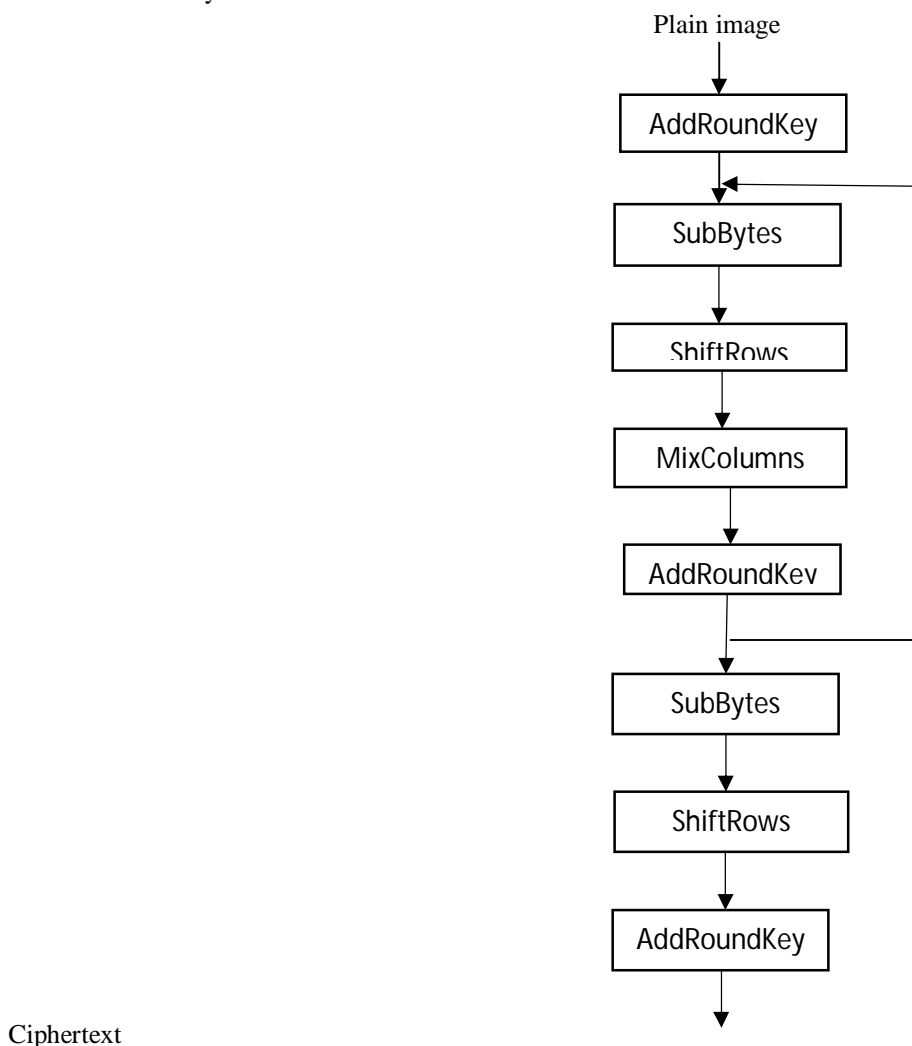 Plain image
AddRoundKey
SubBytes
ShiftRows
MixColumns
AddRoundKey
SubBytes
ShiftRows
AddRoundKey
Ciphertext